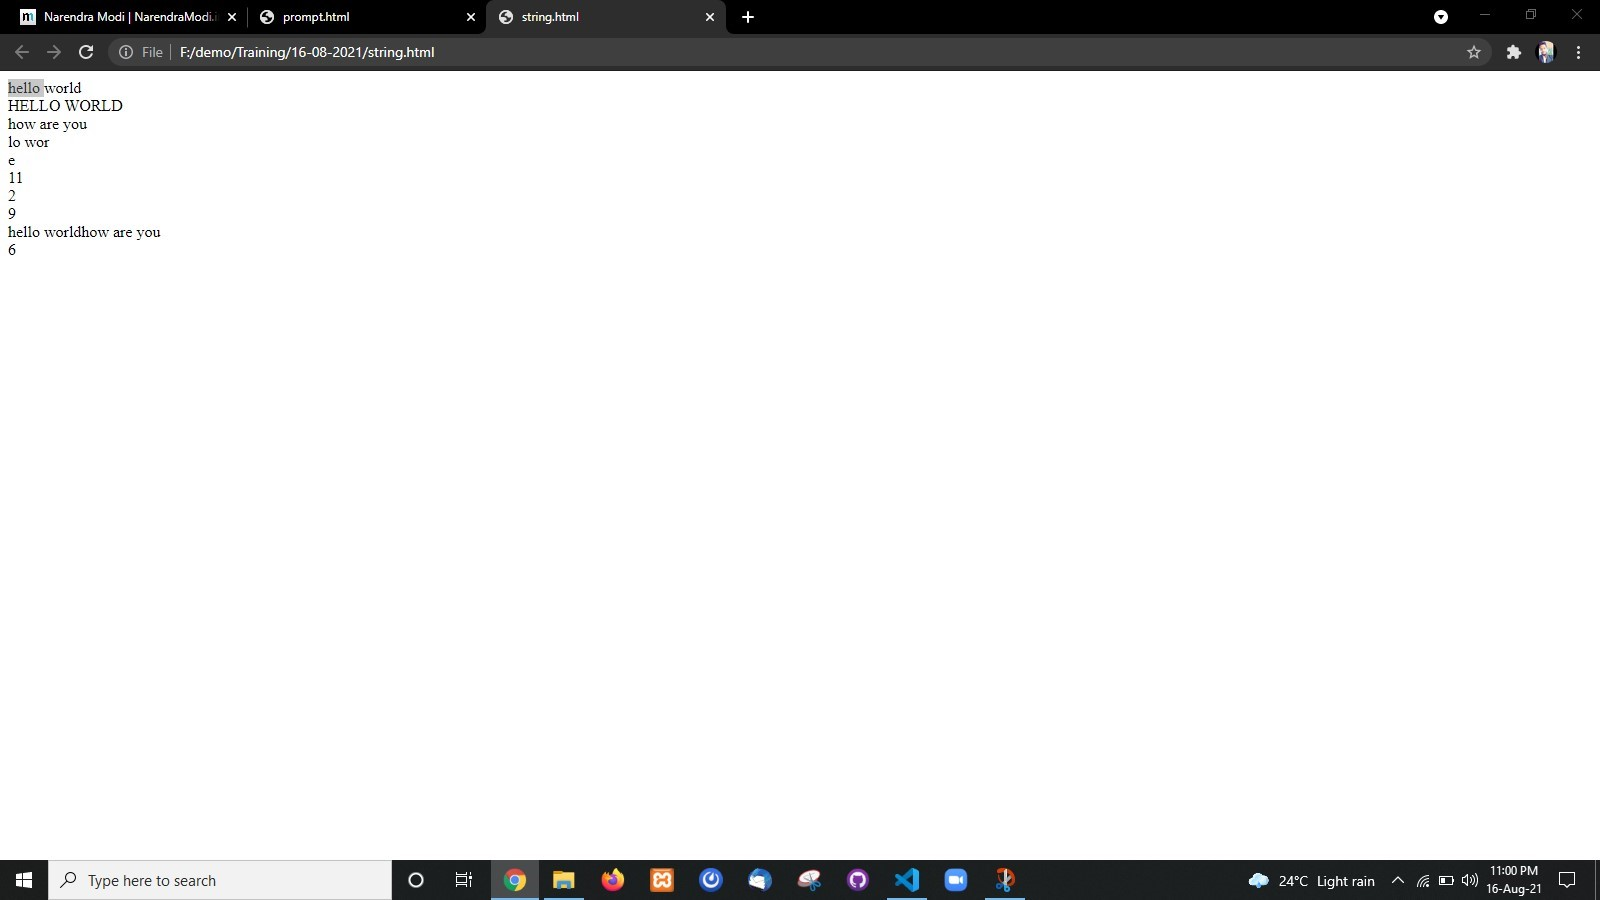 m Narendra Modi | NarendraModi.i
prompt.html
string.html
File
F:/demo/Training/16-08-2021/string.html
hello world
HELLO WORLD
how are you
lo wor
e
11
2
9
hello worldhow are you
6
Type here to search
24°C Light rain
11:00 PM
16-Aug-21